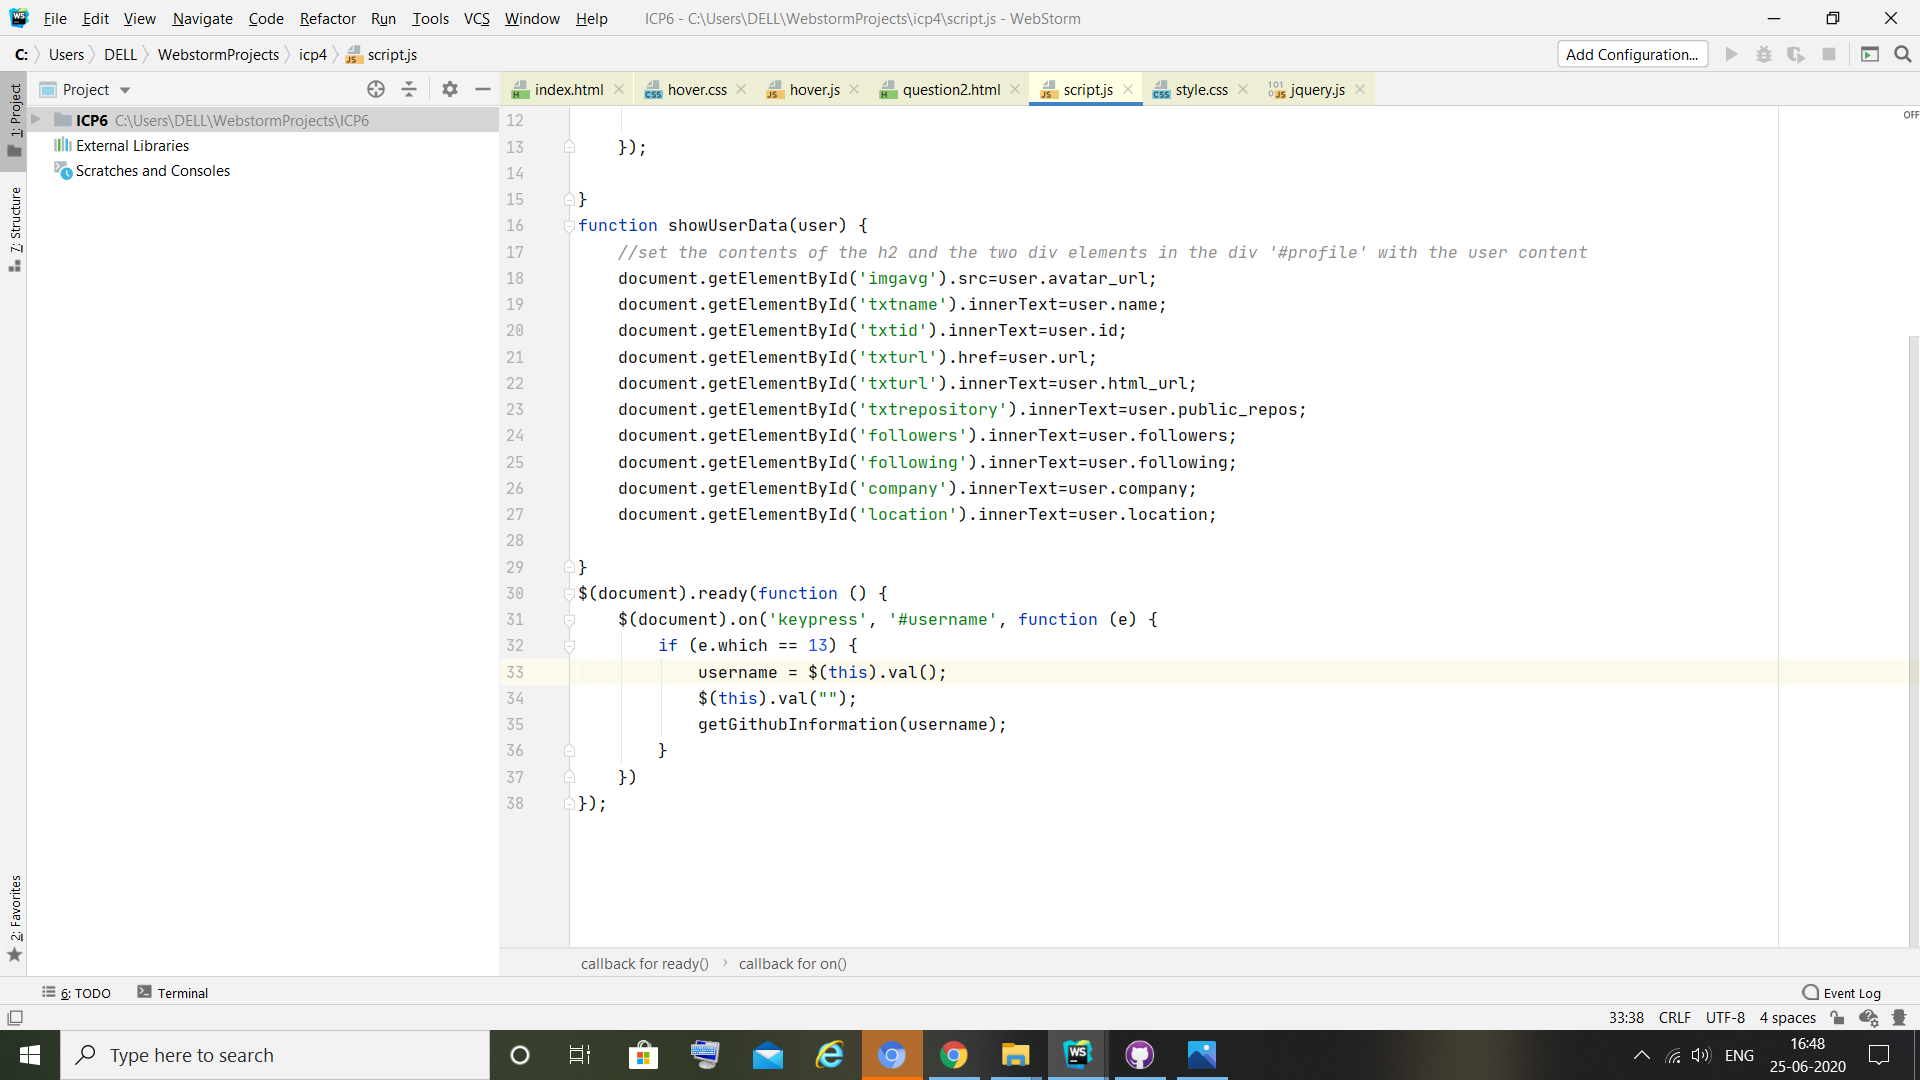 File Edit View Navigate Code Refactor Run Tools VCS Window Help ICP6 - C:\Users\DELL\WebstormProjects\icp4\script.js - WebStorm
C: Users DELL WebstormProjects icp4 script.js Add Configuration...
1: Project
7: Structure
2: Favorites
Project
index.html hover.css hover.js question2.html script.js style.css jquery.js
ICP6 C:\Users\DELL\WebstormProjects\ICP6
External Libraries
Scratches and Consoles
OFF
12
13     });
14
15 }
16 function showUserData(user) {
17     //set the contents of the h2 and the two div elements in the div '#profile' with the user content
18     document.getElementById('imgavg').src=user.avatar_url;
19     document.getElementById('txtname').innerText=user.name;
20     document.getElementById('txtid').innerText=user.id;
21     document.getElementById('txturl').href=user.url;
22     document.getElementById('txturl').innerText=user.html_url;
23     document.getElementById('txtrepository').innerText=user.public_repos;
24     document.getElementById('followers').innerText=user.followers;
25     document.getElementById('following').innerText=user.following;
26     document.getElementById('company').innerText=user.company;
27     document.getElementById('location').innerText=user.location;
28
29 }
30 $(document).ready(function () {
31     $(document).on('keypress', '#username', function (e) {
32         if (e.which == 13) {
33             username = $(this).val();
34             $(this).val("");
35             getGithubInformation(username);
36         }
37     })
38 });
callback for ready() callback for on()
6: TODO Terminal Event Log
33:38 CRLF UTF-8 4 spaces
Type here to search
ENG
16:48
25-06-2020